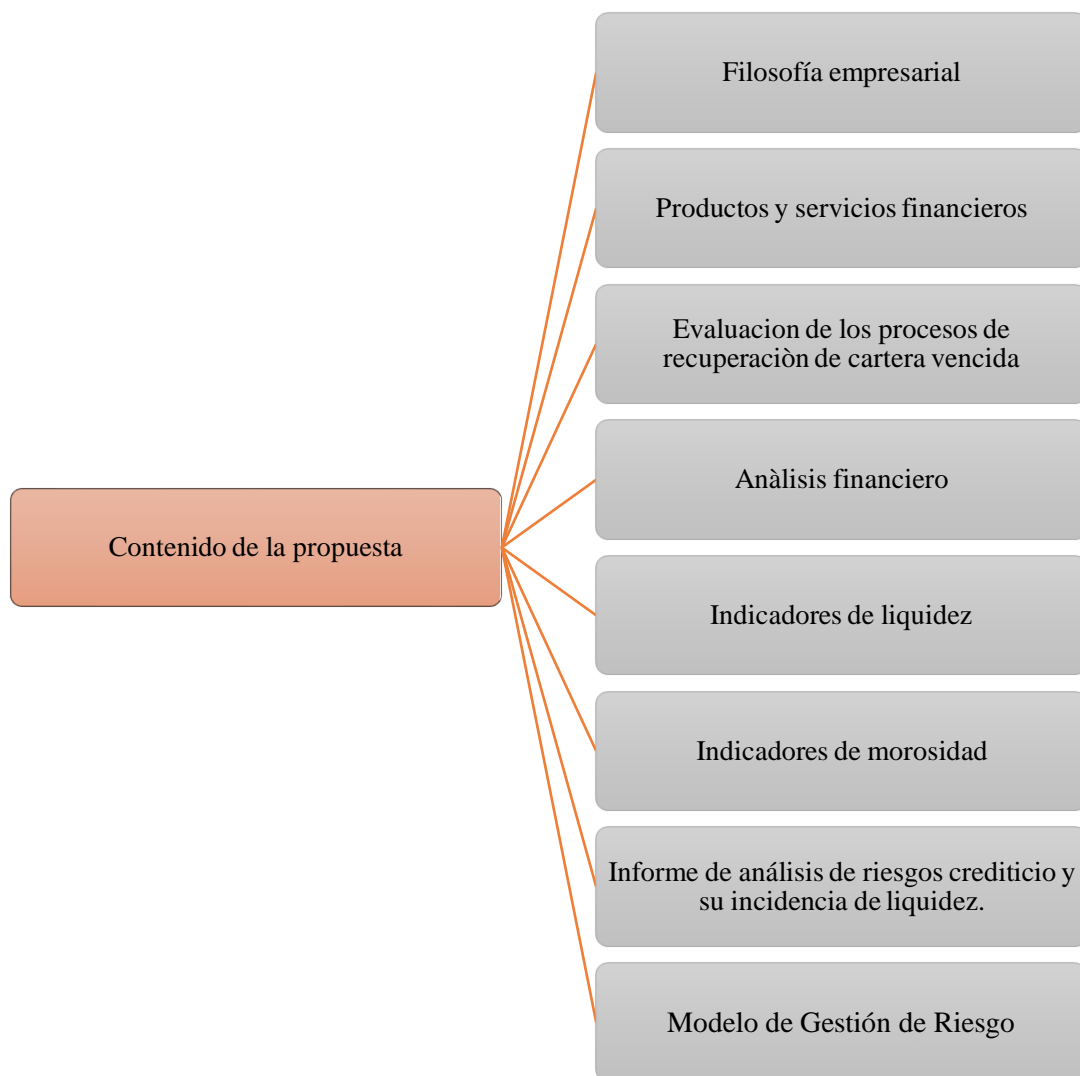 Filosofía empresarial
Productos y servicios financieros
Evaluacion de los procesos de
recuperaciòn de cartera vencida
Anàlisis financiero
Contenido de la propuesta
Indicadores de liquidez
Indicadores de morosidad
Informe de análisis de riesgos crediticio y
su incidencia de liquidez.
Modelo de Gestión de Riesgo